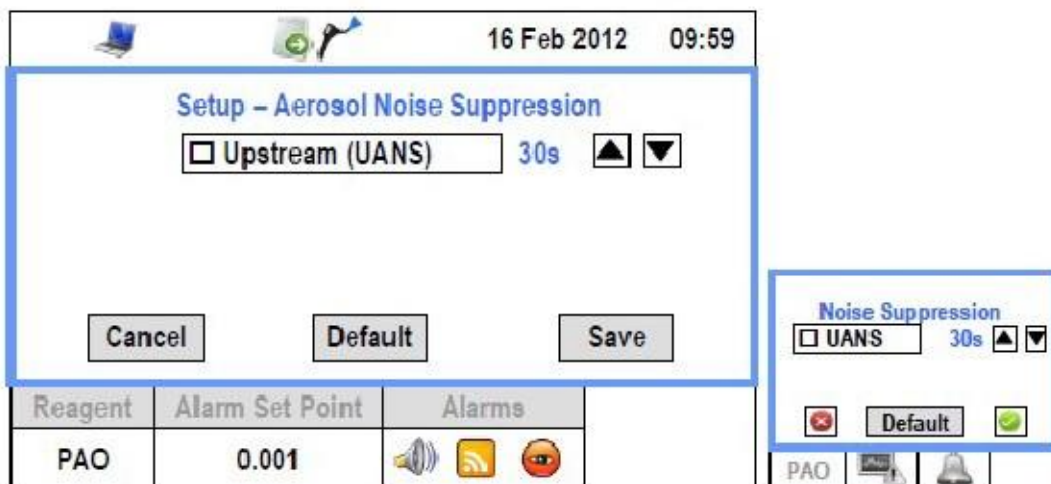 16 Feb 2012 09:59
Setup – Aerosol Noise Suppression
Upstream (UANS) 30s
Cancel Default Save
Reagent Alarm Set Point Alarms
PAO 0.001
Noise Suppression
UANS 30s
Default
PAO